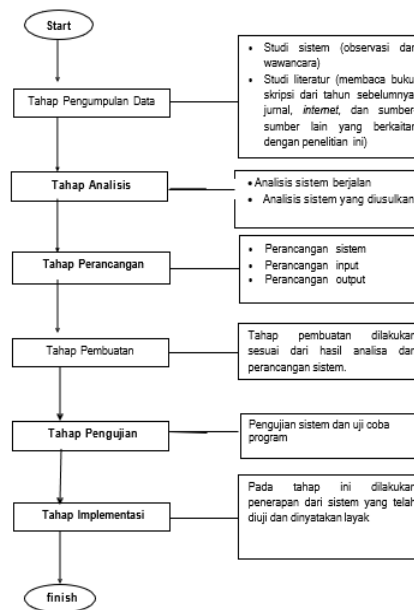 Start
• Studi sistem (observasi dan
wawancara)
• Studi literatur (membaca buku
skripsi dari tahun sebelumnya
jurnal, internet, dan sumber
sumber lain yang berkaitan
dengan penelitian ini)
Tahap Pengumpulan Data
Tahap Analisis
• Analisis sistem berjalan
• Analisis sistem yang diusulkan
Tahap Perancangan
• Perancangan sistem
• Perancangan input
• Perancangan output
Tahap Pembuatan
Tahap pembuatan dilakukan
sesuai dari hasil analisa dan
perancangan sistem.
Tahap Pengujian
Pengujian sistem dan uji coba
program
Tahap Implementasi
Pada tahap ini dilakukan
penerapan dari sistem yang telah
diuji dan dinyatakan layak
finish